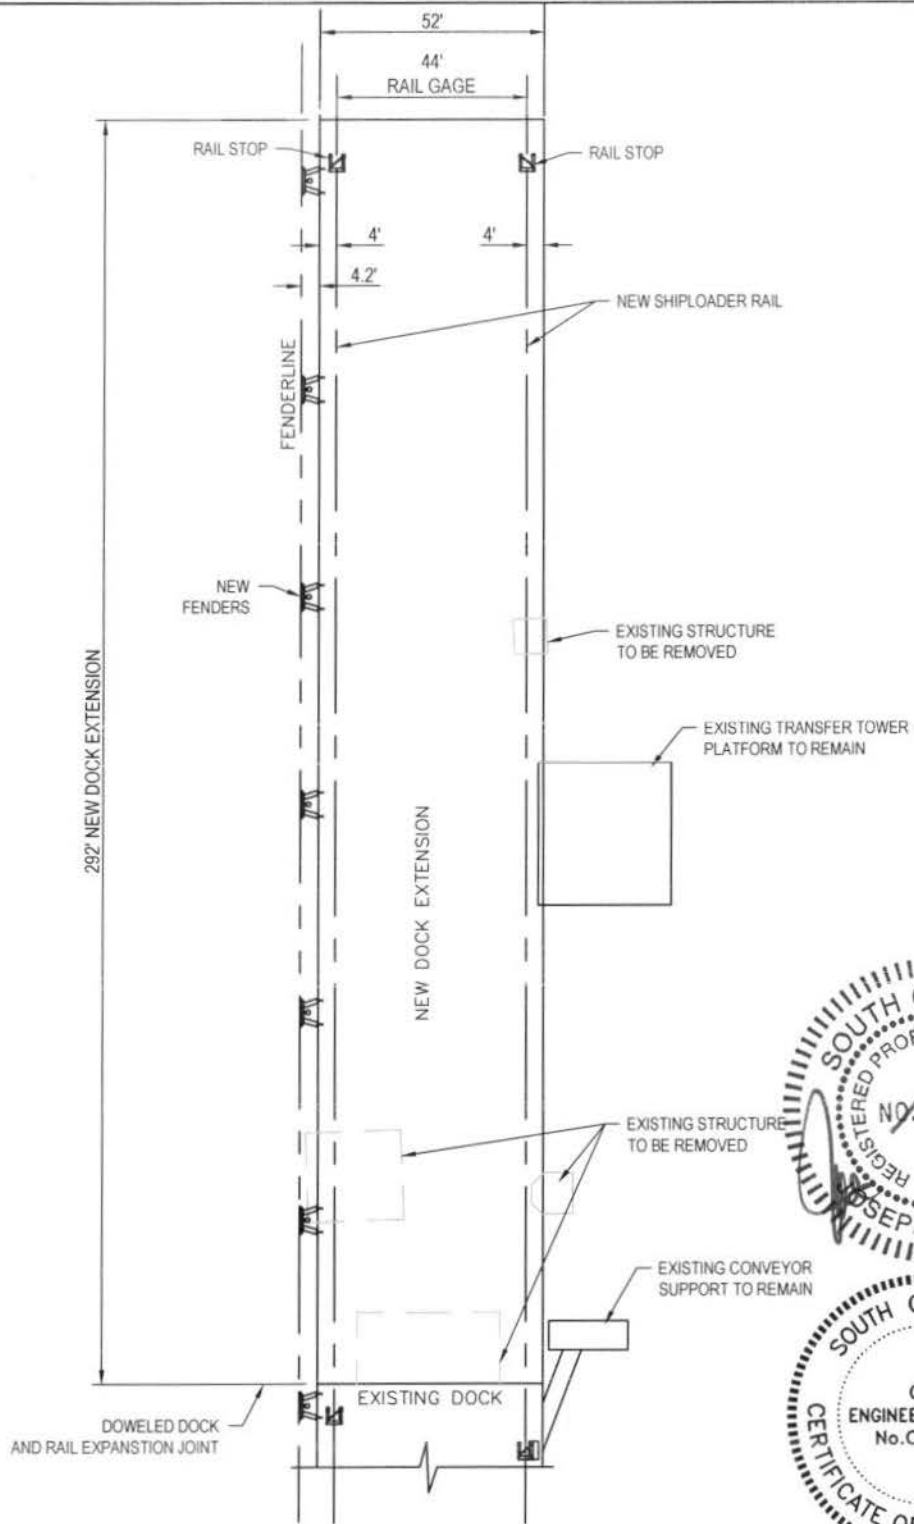 52'
44'
RAIL GAGE
RAIL STOP
RAIL STOP
4'
4'
4.2'
NEW SHIPLOADER RAIL
FENDERLINE
NEW
FENDERS
EXISTING STRUCTURE
TO BE REMOVED
EXISTING TRANSFER TOWER
PLATFORM TO REMAIN
292' NEW DOCK EXTENSION
NEW DOCK EXTENSION
EXISTING STRUCTURE
TO BE REMOVED
EXISTING CONVEYOR
SUPPORT TO REMAIN
EXISTING DOCK
DOWELED DOCK
AND RAIL EXPANSTION JOINT
SOUTH
REGISTERED
NO.
SOUTH
CERTIFICATE
No.